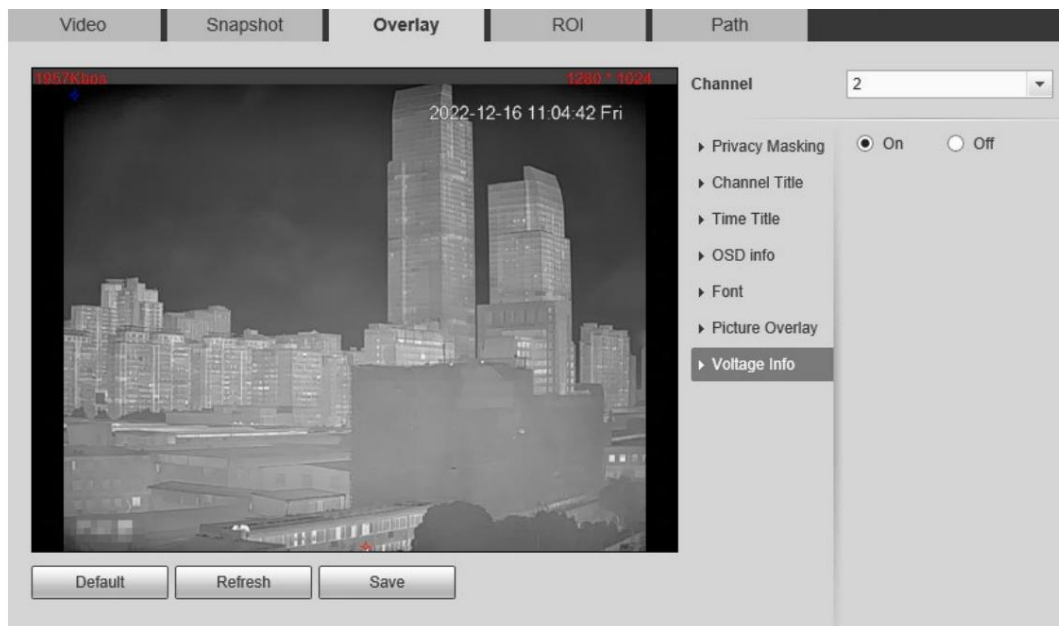 Video Snapshot Overlay ROI Path
1957Kbps 1280 * 1024
2022-12-16 11:04:42 Fri
Channel 2
Privacy Masking On Off
Channel Title
Time Title
OSD info
Font
Picture Overlay
Voltage Info
Default Refresh Save